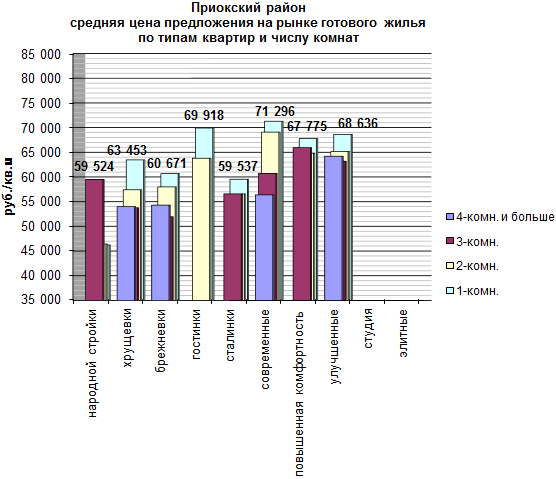 Приокский район
средняя цена предложения на рынке готового жилья
по типам квартир и числу комнат
руб./кв.м
85 000
80 000
75 000
70 000
65 000
60 000
55 000
50 000
45 000
40 000
35 000
59 524
63 453
60 671
69 918
59 537
71 296
67 775
68 636
народной стройки
хрущевки
брежневки
гостинки
сталинки
современные
повышенная комфортность
улучшенные
студия
элитные
4-комн. и больше
3-комн.
2-комн.
1-комн.